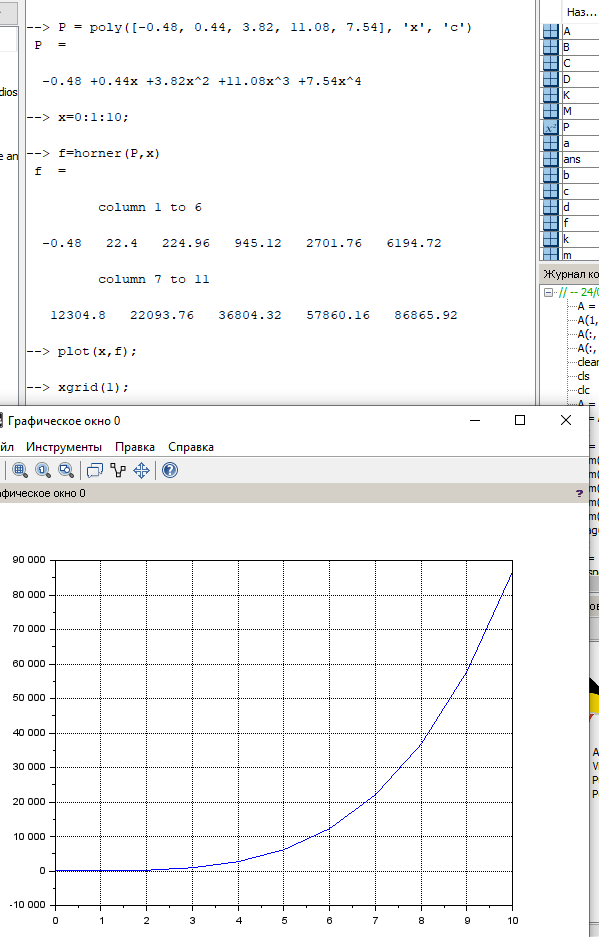 Наз...
--> P = poly([-0.48, 0.44, 3.82, 11.08, 7.54], 'x', 'c')
P =
-0.48 +0.44x +3.82x^2 +11.08x^3 +7.54x^4
--> x=0:1:10;
--> f=horner(P,x)
f =
column 1 to 6
-0.48 22.4 224.96 945.12 2701.76 6194.72
column 7 to 11
12304.8 22093.76 36804.32 57860.16 86865.92
--> plot(x,f);
--> xgrid(1);
A
B
C
D
K
M
P
a
ans
b
c
d
f
k
m
Журнал ко
// -- 24/
A =
A(1,
A(:,
A(:,
clear
cls
clc
A =
Графическое окно 0
йл Инструменты Правка Справка
афическое окно 0 ?
90 000
80 000
70 000
60 000
50 000
40 000
30 000
20 000
10 000
0
-10 000
0 1 2 3 4 5 6 7 8 9 10